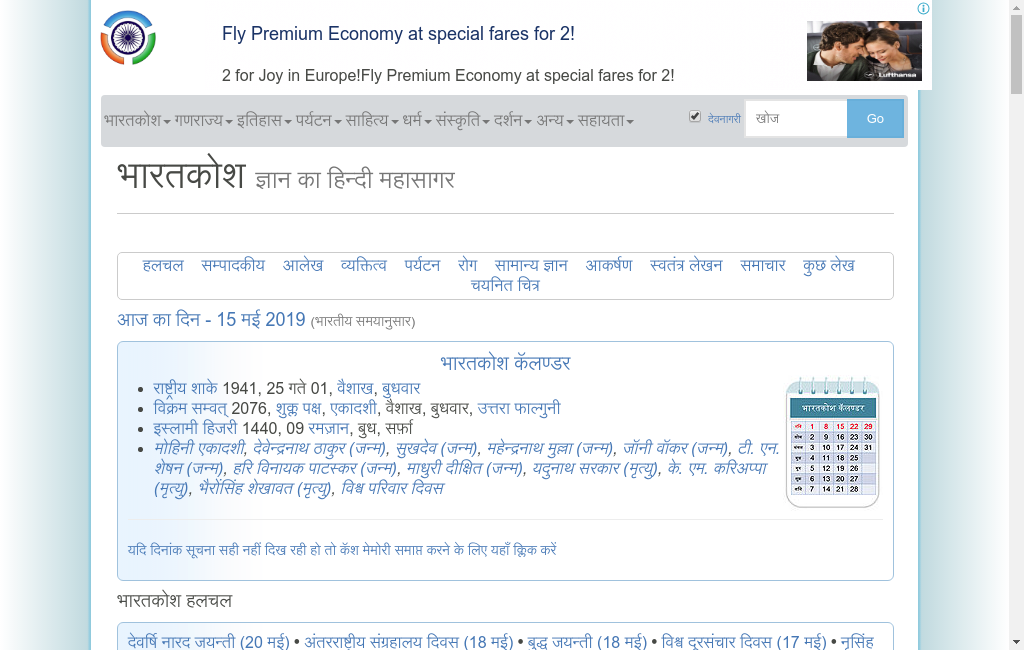 Fly Premium Economy at special fares for 2!
2 for Joy in Europe!Fly Premium Economy at special fares for 2!
Lufthansa
भारतकोश गणराज्य इतिहास पर्यटन साहित्य धर्म संस्कृति दर्शन अन्य सहायता देवनागरी खोज Go
भारतकोश ज्ञान का हिन्दी महासागर
हलचल सम्पादकीय आलेख व्यक्तित्व पर्यटन रोग सामान्य ज्ञान आकर्षण स्वतंत्र लेखन समाचार कुछ लेख
चयनित चित्र
आज का दिन - 15 मई 2019 (भारतीय समयानुसार)
भारतकोश कॅलण्डर
राष्ट्रीय शाके 1941, 25 गते 01, वैशाख, बुधवार
विक्रम सम्वत् 2076, शुक्ल पक्ष, एकादशी, वैशाख, बुधवार, उत्तरा फाल्गुनी
इस्लामी हिजरी 1440, 09 रमज़ान, बुध, सर्फ़ा
मोहिनी एकादशी, देवेन्द्रनाथ ठाकुर (जन्म), सुखदेव (जन्म), महेन्द्रनाथ मुल्ला (जन्म), जॉनी वॉकर (जन्म), टी. एन.
शेषन (जन्म), हरि विनायक पाटस्कर (जन्म), माधुरी दीक्षित (जन्म), यदुनाथ सरकार (मृत्यु), के. एम. करिअप्पा
(मृत्यु), भैरोंसिंह शेखावत (मृत्यु), विश्व परिवार दिवस
भारतकोश कॅलण्डर
रवि 1 8 15 22 29
सोम 2 9 16 23 30
मंगल 3 10 17 24 31
बुध 4 11 18 25
गुरु 5 12 19 26
शुक्र 6 13 20 27
शनि 7 14 21 28
यदि दिनांक सूचना सही नहीं दिख रही हो तो कॅश मेमोरी समाप्त करने के लिए यहाँ क्लिक करें
भारतकोश हलचल
देवर्षि नारद जयन्ती (20 मई) • अंतरराष्ट्रीय संग्रहालय दिवस (18 मई) • बुद्ध जयन्ती (18 मई) • विश्व दूरसंचार दिवस (17 मई) • नृसिंह